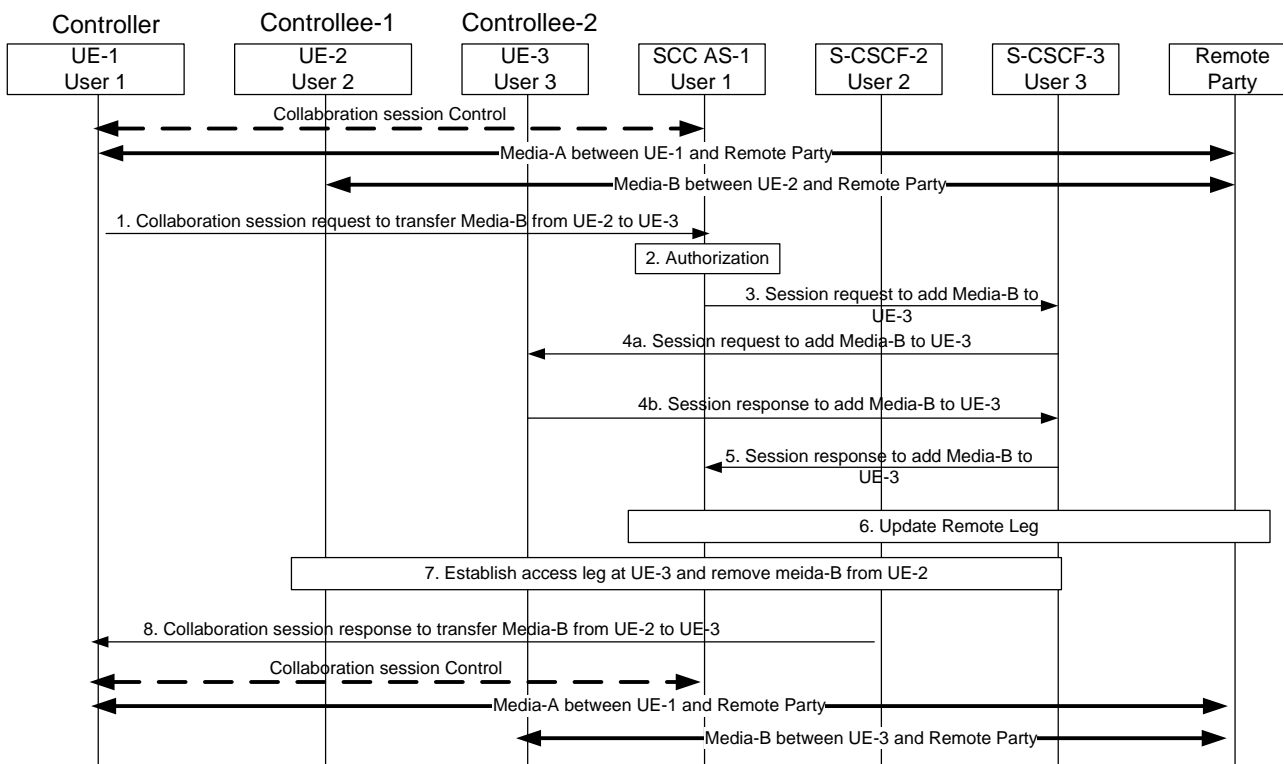 Controller
Controllee-1
Controllee-2
UE-1
User 1
UE-2
User 2
UE-3
User 3
SCC AS-1
User 1
S-CSCF-2
User 2
S-CSCF-3
User 3
Remote
Party
Collaboration session Control
Media-A between UE-1 and Remote Party
Media-B between UE-2 and Remote Party
1. Collaboration session request to transfer Media-B from UE-2 to UE-3
2. Authorization
3. Session request to add Media-B to
UE-3
4a. Session request to add Media-B to UE-3
4b. Session response to add Media-B to UE-3
5. Session response to add Media-B to
UE-3
6. Update Remote Leg
7. Establish access leg at UE-3 and remove meida-B from UE-2
8. Collaboration session response to transfer Media-B from UE-2 to UE-3
Collaboration session Control
Media-A between UE-1 and Remote Party
Media-B between UE-3 and Remote Party